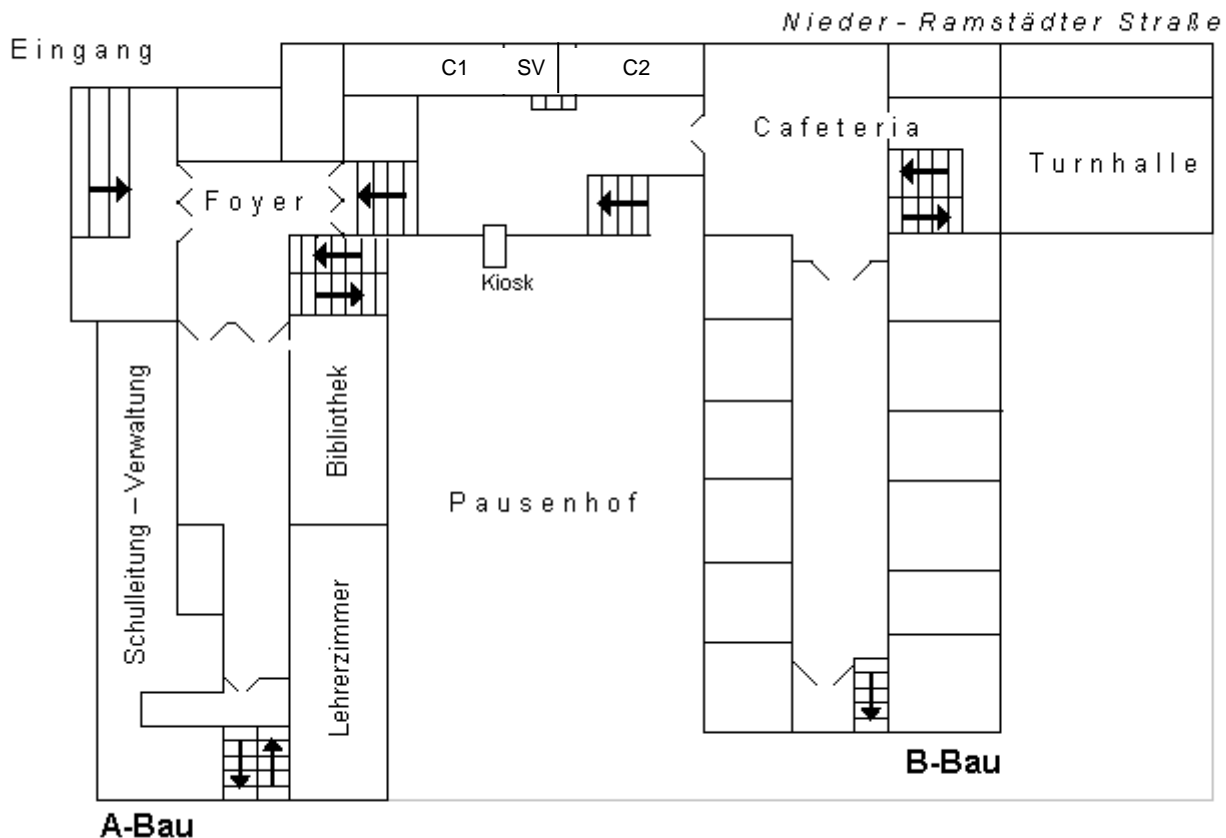 Nieder-Ramstädter Straße
Eingang
C1
SV
C2
Cafeteria
Turnhalle
Foyer
Kiosk
Schulleitung – Verwaltung
Bibliothek
Pausenhof
Lehrerzimmer
B-Bau
A-Bau